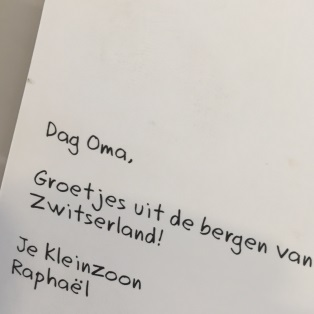 Dag Oma,
Groetjes uit de bergen van
Zwitserland!
Je Kleinzoon
Raphaël